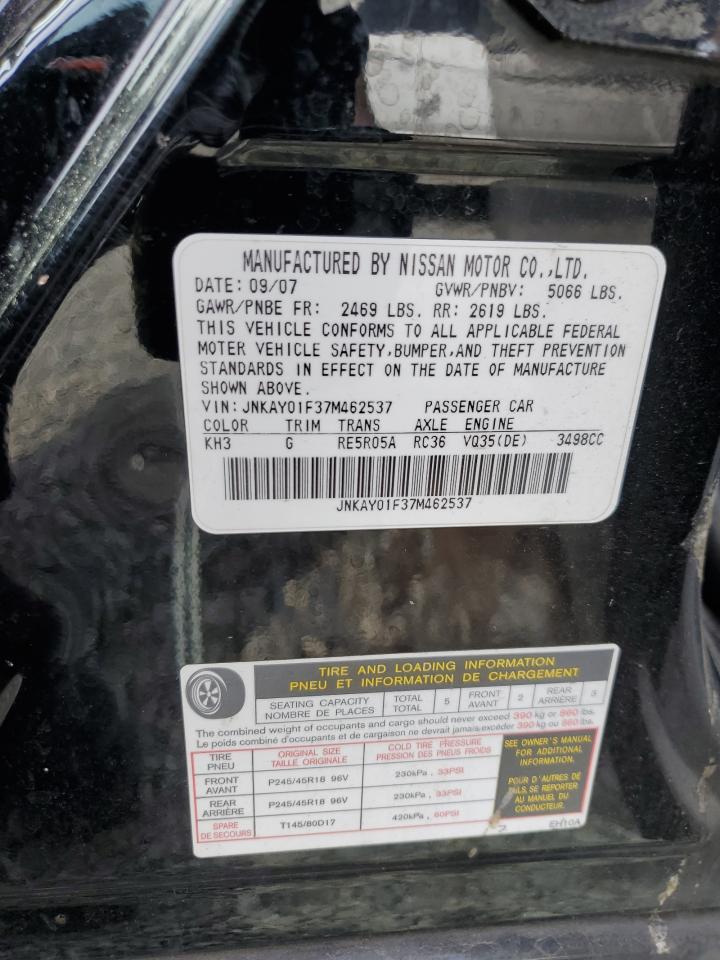 MANUFACTURED BY NISSAN MOTOR CO.,LTD.
DATE: 09/07 GVWR/PNBV: 5066 LBS.
GAWR/PNBE FR: 2469 LBS. RR: 2619 LBS.
THIS VEHICLE CONFORMS TO ALL APPLICABLE FEDERAL
MOTER VEHICLE SAFETY,BUMPER,AND THEFT PREVENTION
STANDARDS IN EFFECT ON THE DATE OF MANUFACTURE
SHOWN ABOVE.
VIN:JNKAY01F37M462537 PASSENGER CAR
COLOR TRIM TRANS AXLE ENGINE
KH3 G RE5R05A RC36 VQ35(DE) 3498CC
JNKAY01F37M462537
TIRE AND LOADING INFORMATION
PNEU ET INFORMATION DE CHARGEMENT
SEATING CAPACITY TOTAL 5 FRONT 2 REAR 3
NOMBRE DE PLACES TOTAL AVANT ARRIÈRE
The combined weight of occupants and cargo should never exceed 390 kg or 860 lbs.
Le poids combiné d'occupants et de cargaison ne devrait jamais excéder 390 kg ou 860 lbs.
TIRE ORIGINAL SIZE COLD TIRE PRESSURE
PNEU TAILLE ORIGINALE PRESSION DES PNEUS FROIDS
FRONT P245/45R18 96V 230kPa , 33PSI
AVANT
REAR P245/45R18 96V 230kPa , 33PSI
ARRIÈRE
SPARE T145/80D17 420kPa , 60PSI
DE SECOURS
SEE OWNER'S MANUAL
FOR ADDITIONAL
INFORMATION.
POUR D'AUTRES DE
TAILS, SE REPORTER
AU MANUEL DU
CONDUCTEUR.
EH10A